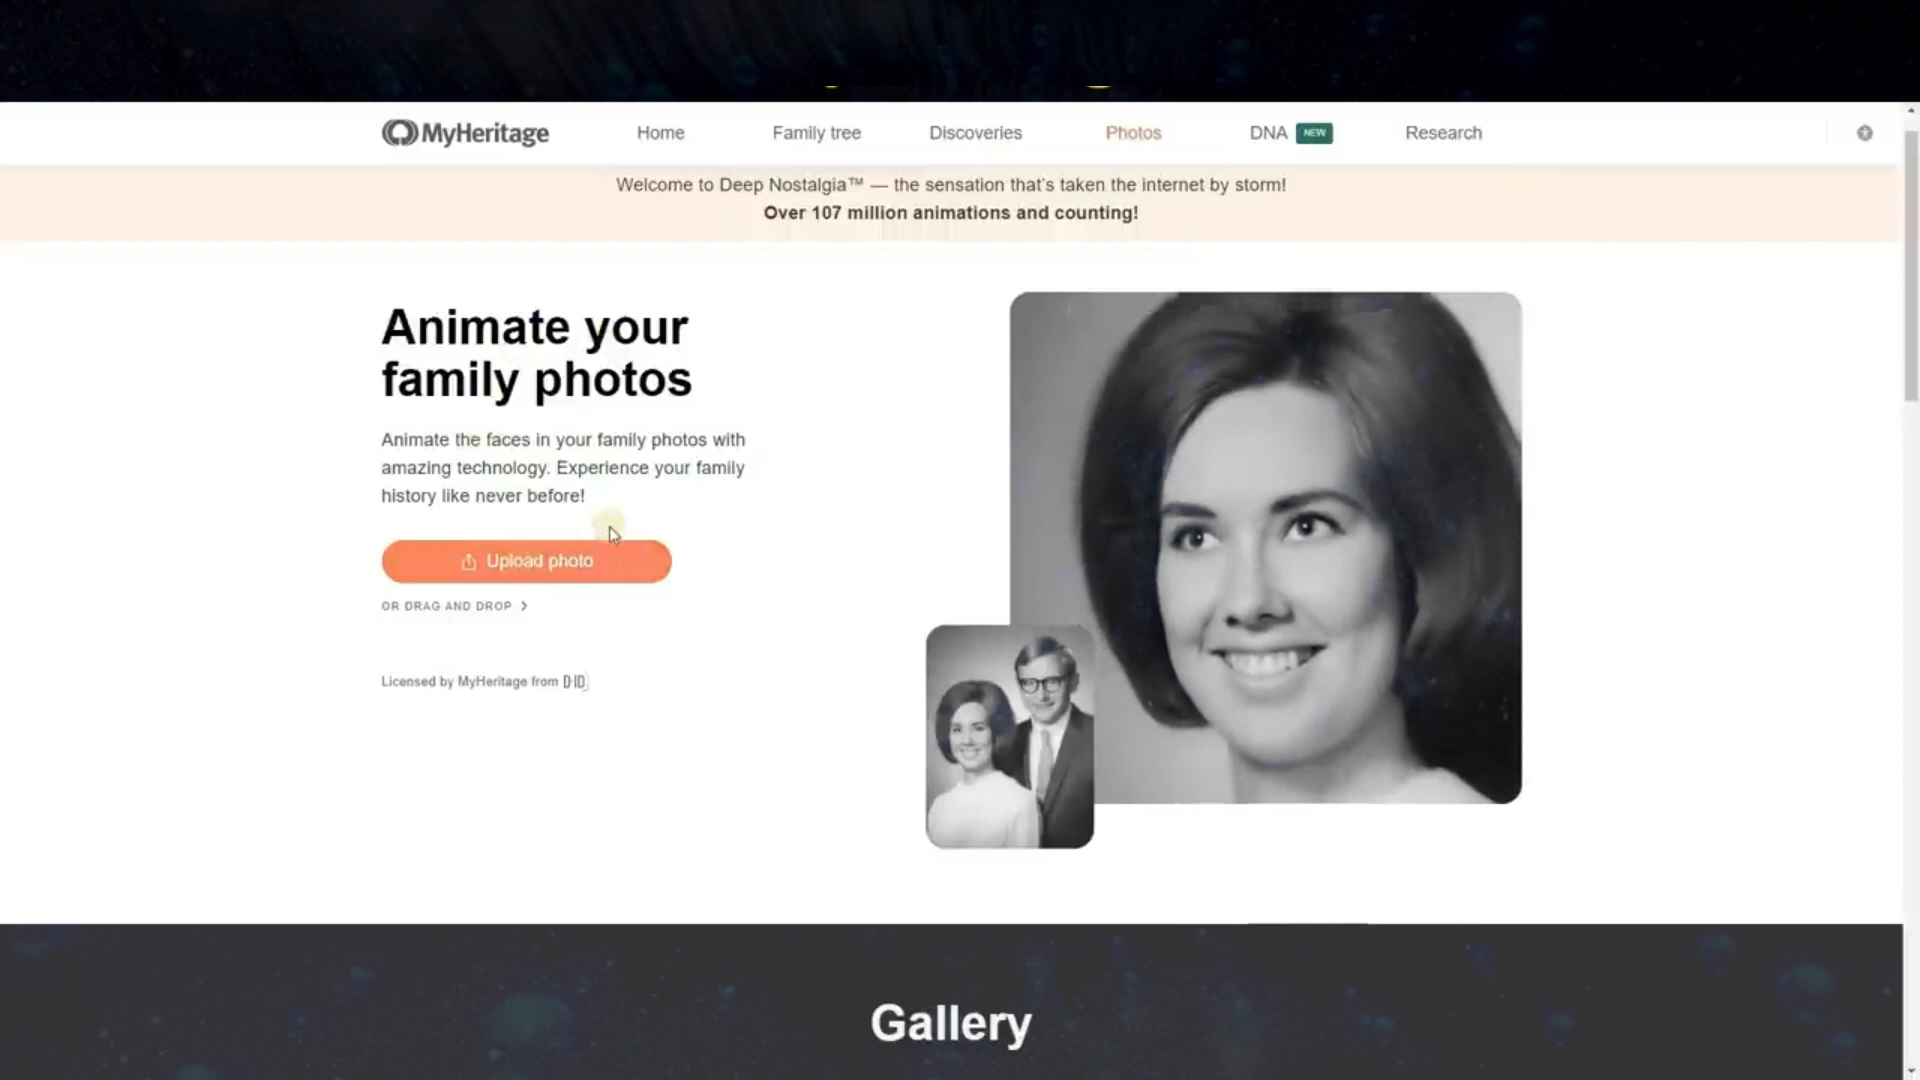 MyHeritage
Home
Family tree
Discoveries
Photos
DNA NEW
Research
Welcome to Deep Nostalgia™ — the sensation that's taken the internet by storm!
Over 107 million animations and counting!
Animate your
family photos
Animate the faces in your family photos with
amazing technology. Experience your family
history like never before!
Upload photo
OR DRAG AND DROP >
Licensed by MyHeritage from D-ID
Gallery